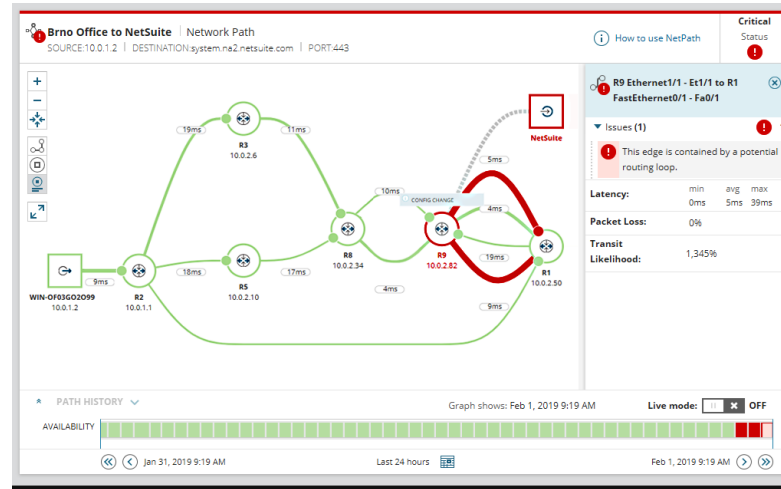 Brno Office to NetSuite | Network Path
SOURCE:10.0.1.2 | DESTINATION:system.na2.netsuite.com | PORT:443
How to use NetPath
Critical
Status
19ms
11ms
R3
10.0.2.6
NetSuite
5ms
10ms
CONFIG CHANGE
4ms
R8
10.0.2.34
R9
10.0.2.82
19ms
R1
10.0.2.50
9ms
WIN-OF03GO2O99
10.0.1.2
R2
10.0.1.1
18ms
R5
10.0.2.10
17ms
4ms
9ms
R9 Ethernet1/1 - Et1/1 to R1
FastEthernet0/1 - Fa0/1
Issues (1)
This edge is contained by a potential
routing loop.
Latency:
min avg max
0ms 5ms 39ms
Packet Loss: 0%
Transit
Likelihood: 1,345%
PATH HISTORY
Graph shows: Feb 1, 2019 9:19 AM
Live mode: OFF
AVAILABILITY
Jan 31, 2019 9:19 AM
Last 24 hours
Feb 1, 2019 9:19 AM